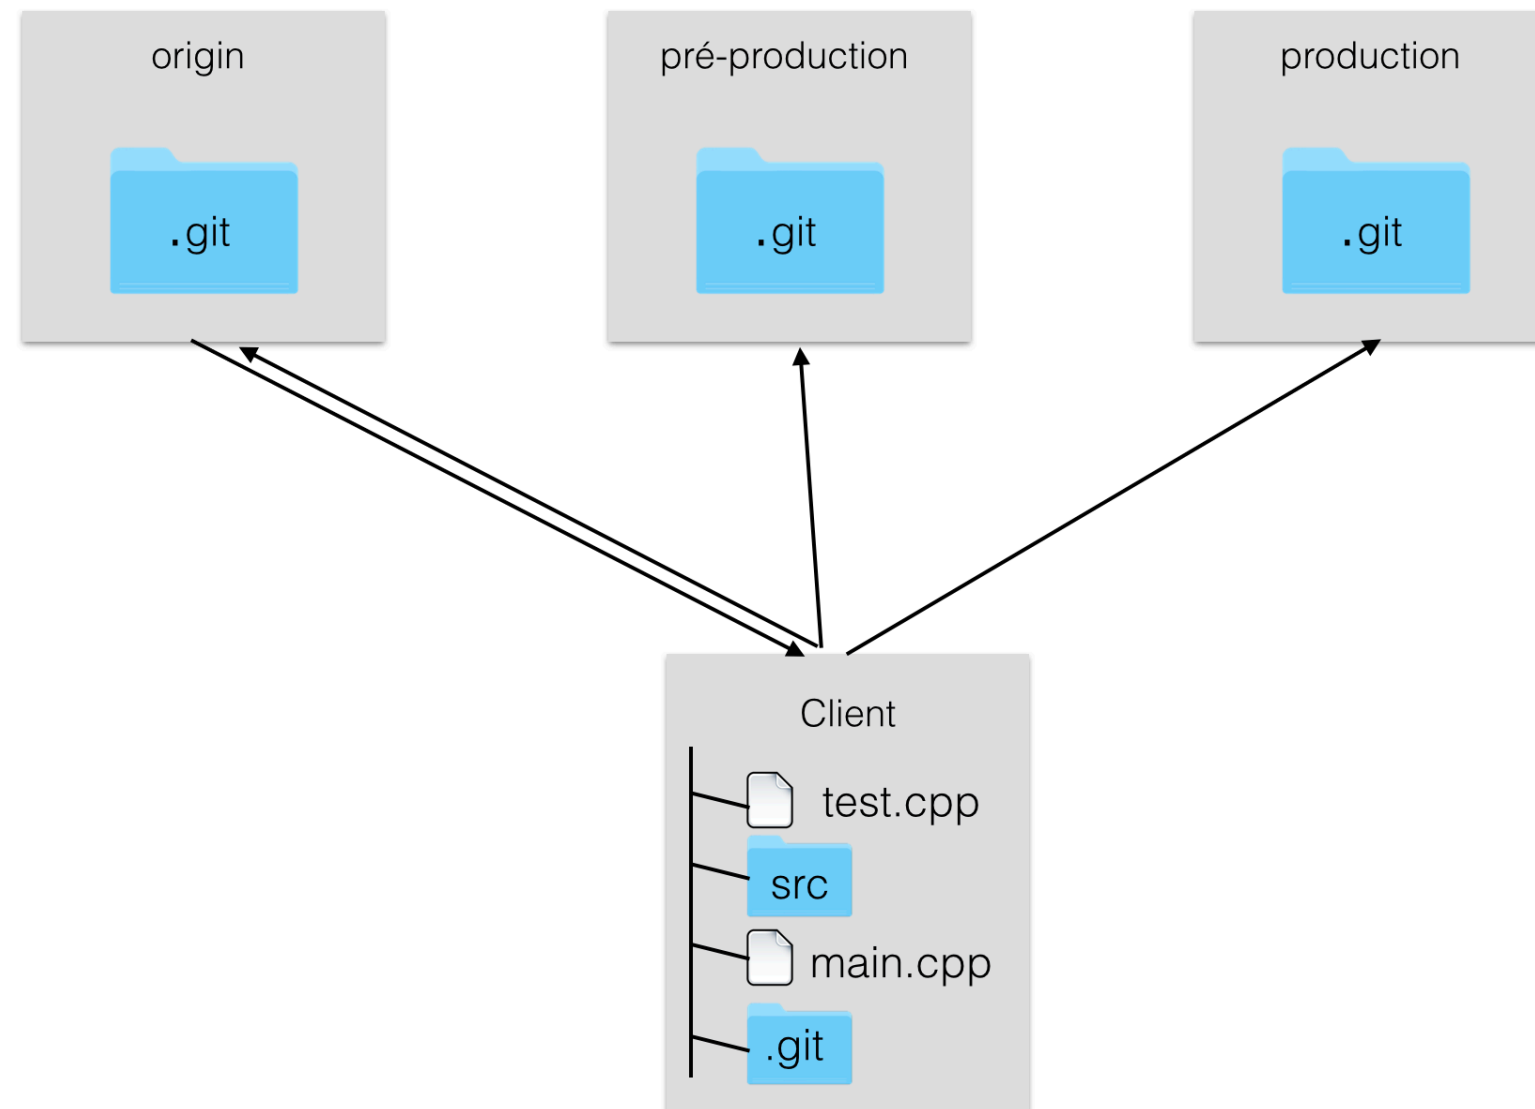 origin
pré-production
production
.git
.git
.git
Client
test.cpp
src
main.cpp
.git